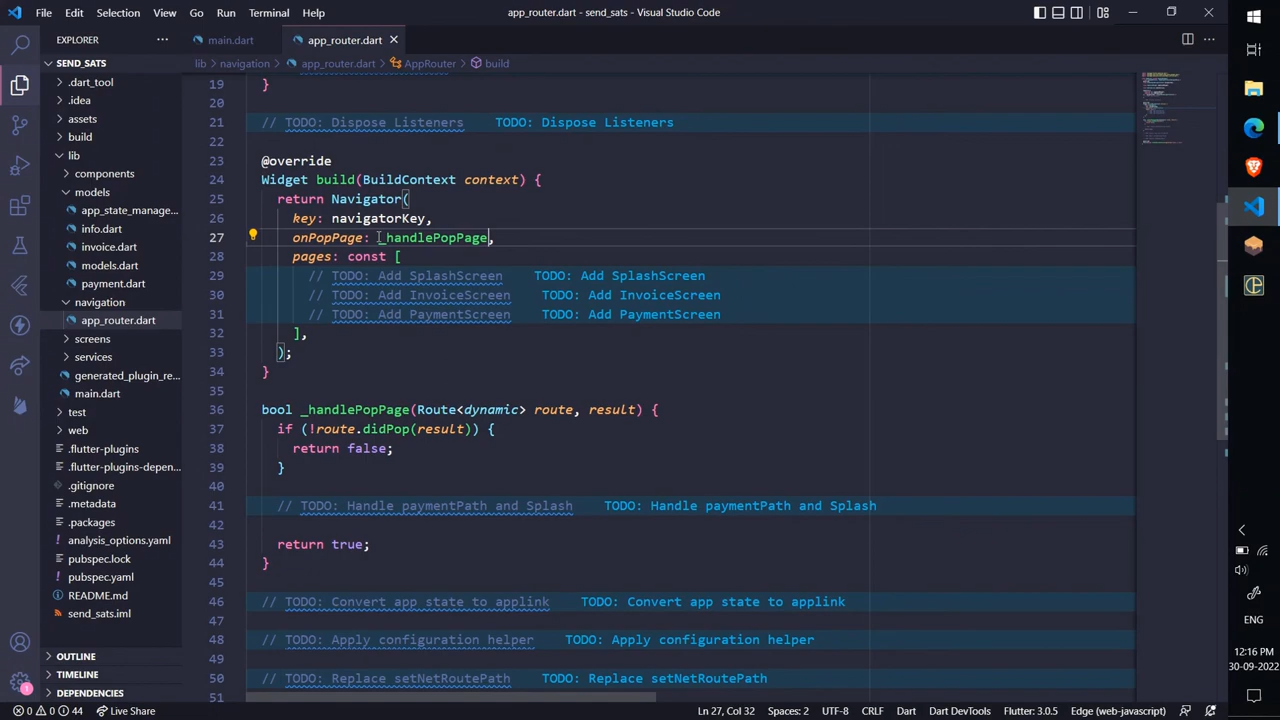 File Edit Selection View Go Run Terminal Help
app_router.dart - send_sats - Visual Studio Code
EXPLORER
main.dart
app_router.dart
SEND_SATS
lib > navigation > app_router.dart > AppRouter > build
.dart_tool
.idea
assets
build
lib
components
models
app_state_manage...
info.dart
invoice.dart
models.dart
payment.dart
navigation
app_router.dart
screens
services
generated_plugin_re...
main.dart
test
web
.flutter-plugins
.flutter-plugins-depen...
.gitignore
.metadata
.packages
analysis_options.yaml
pubspec.lock
pubspec.yaml
README.md
send_sats.iml
OUTLINE
TIMELINE
DEPENDENCIES
19 }
20
21 // TODO: Dispose Listeners TODO: Dispose Listeners
22
23 @override
24 Widget build(BuildContext context) {
25 return Navigator(
26 key: navigatorKey,
27 onPopPage: _handlePopPage,
28 pages: const [
29 // TODO: Add SplashScreen TODO: Add SplashScreen
30 // TODO: Add InvoiceScreen TODO: Add InvoiceScreen
31 // TODO: Add PaymentScreen TODO: Add PaymentScreen
32 ],
33 );
34 }
35
36 bool _handlePopPage(Route<dynamic> route, result) {
37 if (!route.didPop(result)) {
38 return false;
39 }
40
41 // TODO: Handle paymentPath and Splash TODO: Handle paymentPath and Splash
42
43 return true;
44 }
45
46 // TODO: Convert app state to applink TODO: Convert app state to applink
47
48 // TODO: Apply configuration helper TODO: Apply configuration helper
49
50 // TODO: Replace setNetRoutePath TODO: Replace setNetRoutePath
51
ENG
12:16 PM
30-09-2022
1
0 0 44 Live Share
Ln 27, Col 32 Spaces: 2 UTF-8 CRLF Dart Dart DevTools Flutter: 3.0.5 Edge (web-javascript)